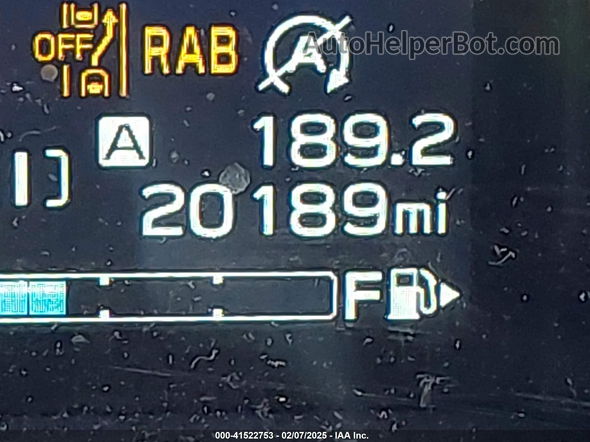 OFF RAB A
AutoHelperBot.com
A 189.2
20189mi
F
000-41522753 - 02/07/2025 - IAA Inc.